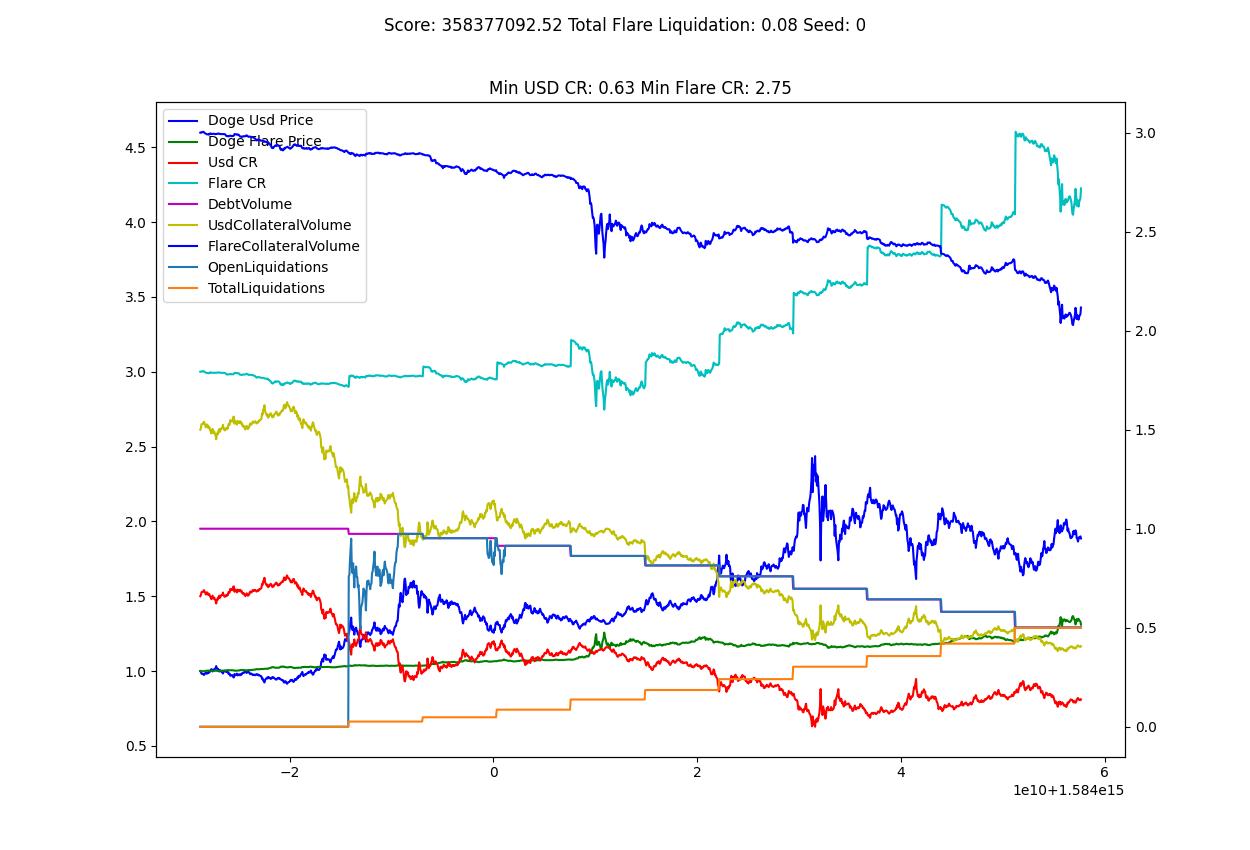 Score: 358377092.52 Total Flare Liquidation: 0.08 Seed: 0
Min USD CR: 0.63 Min Flare CR: 2.75
Doge Usd Price
Doge Flare Price
Usd CR
Flare CR
DebtVolume
UsdCollateralVolume
FlareCollateralVolume
OpenLiquidations
TotalLiquidations
4.5
4.0
3.5
3.0
2.5
2.0
1.5
1.0
0.5
3.0
2.5
2.0
1.5
1.0
0.5
0.0
−2
0
2
4
6
1e10+1.584e15